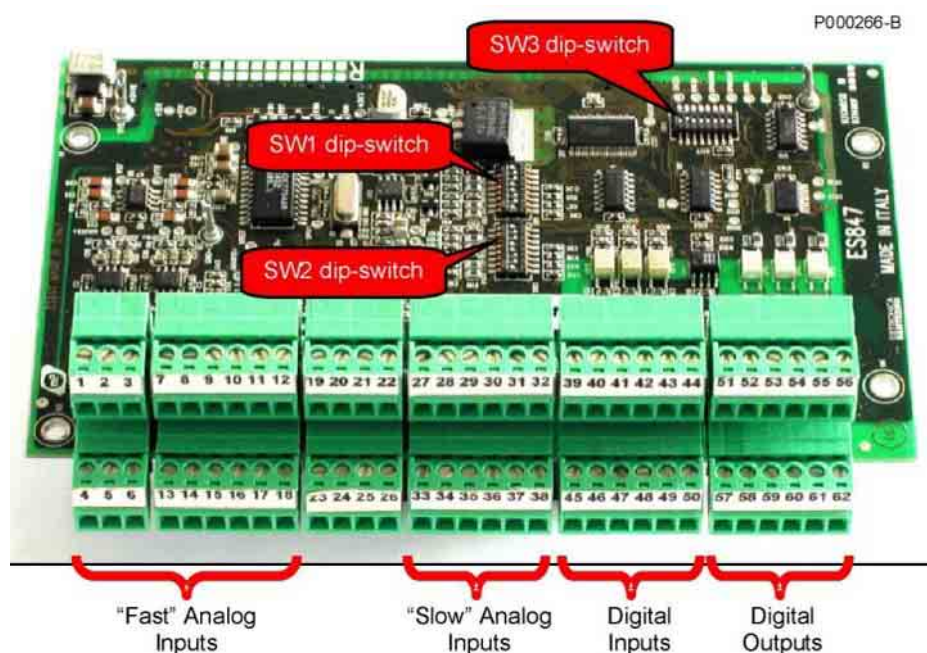 P000266-B
SW3 dip-switch
SW1 dip-switch
SW2 dip-switch
ES847
MADE IN ITALY
1 2 3 7 8 9 10 11 12 19 20 21 22 27 28 29 30 31 32 39 40 41 42 43 44 51 52 53 54 55 56
4 5 6 13 14 15 16 17 18 23 24 25 26 33 34 35 36 37 38 45 46 47 48 49 50 57 58 59 60 61 62
“Fast” Analog
Inputs
“Slow” Analog
Inputs
Digital
Inputs
Digital
Outputs